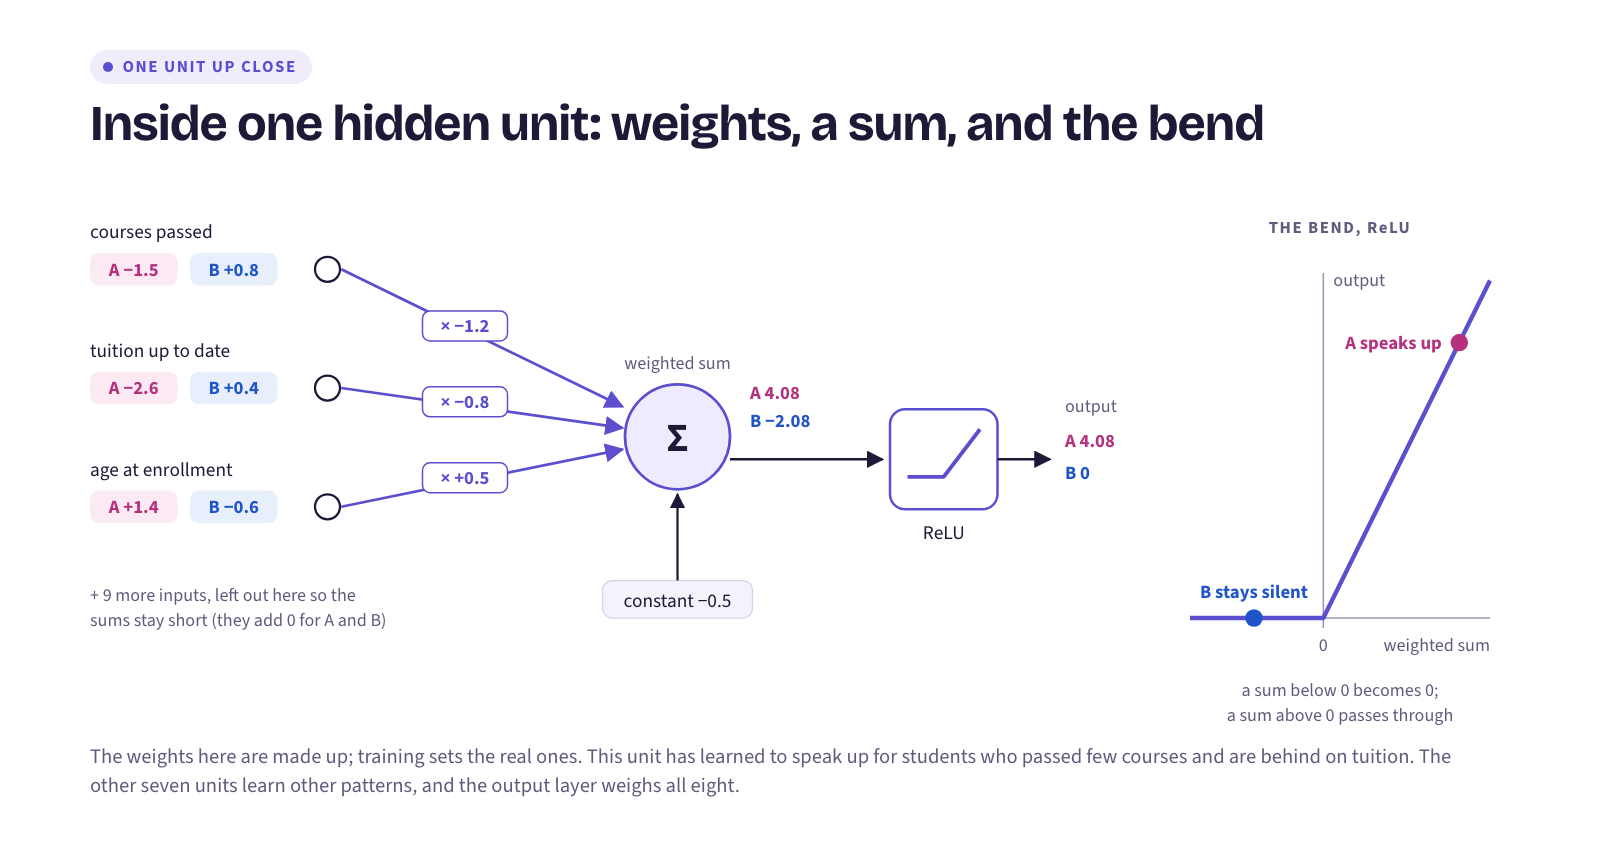 ONE UNIT UP CLOSE
Inside one hidden unit: weights, a sum, and the bend
courses passed
A −1.5 B +0.8
× −1.2
tuition up to date
A −2.6 B +0.4
× −0.8
age at enrollment
A +1.4 B −0.6
× +0.5
+ 9 more inputs, left out here so the
sums stay short (they add 0 for A and B)
weighted sum
Σ
A 4.08
B −2.08
constant −0.5
ReLU
output
A 4.08
B 0
THE BEND, ReLU
output
A speaks up
B stays silent
0 weighted sum
a sum below 0 becomes 0;
a sum above 0 passes through
The weights here are made up; training sets the real ones. This unit has learned to speak up for students who passed few courses and are behind on tuition. The
other seven units learn other patterns, and the output layer weighs all eight.